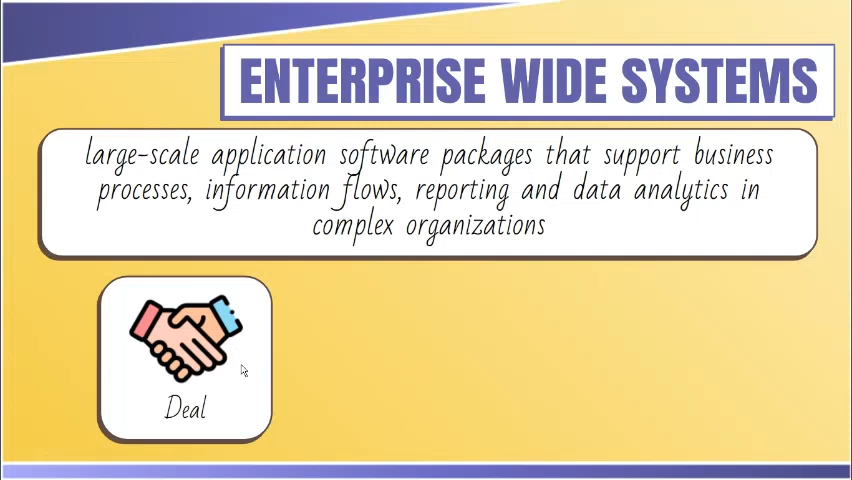 ENTERPRISE WIDE SYSTEMS
large-scale application software packages that support business
processes, information flows, reporting and data analytics in
complex organizations
Deal